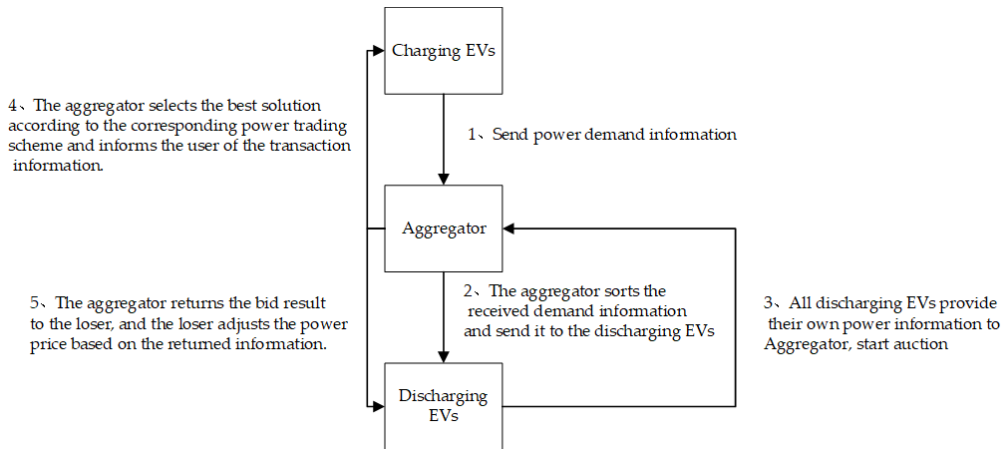 Charging EVs
4、The aggregator selects the best solution
according to the corresponding power trading
scheme and informs the user of the transaction
information.
1、Send power demand information
Aggregator
2、The aggregator sorts the
received demand information
and send it to the discharging EVs
3、All discharging EVs provide
their own power information to
Aggregator, start auction
5、The aggregator returns the bid result
to the loser, and the loser adjusts the power
price based on the returned information.
Discharging
EVs